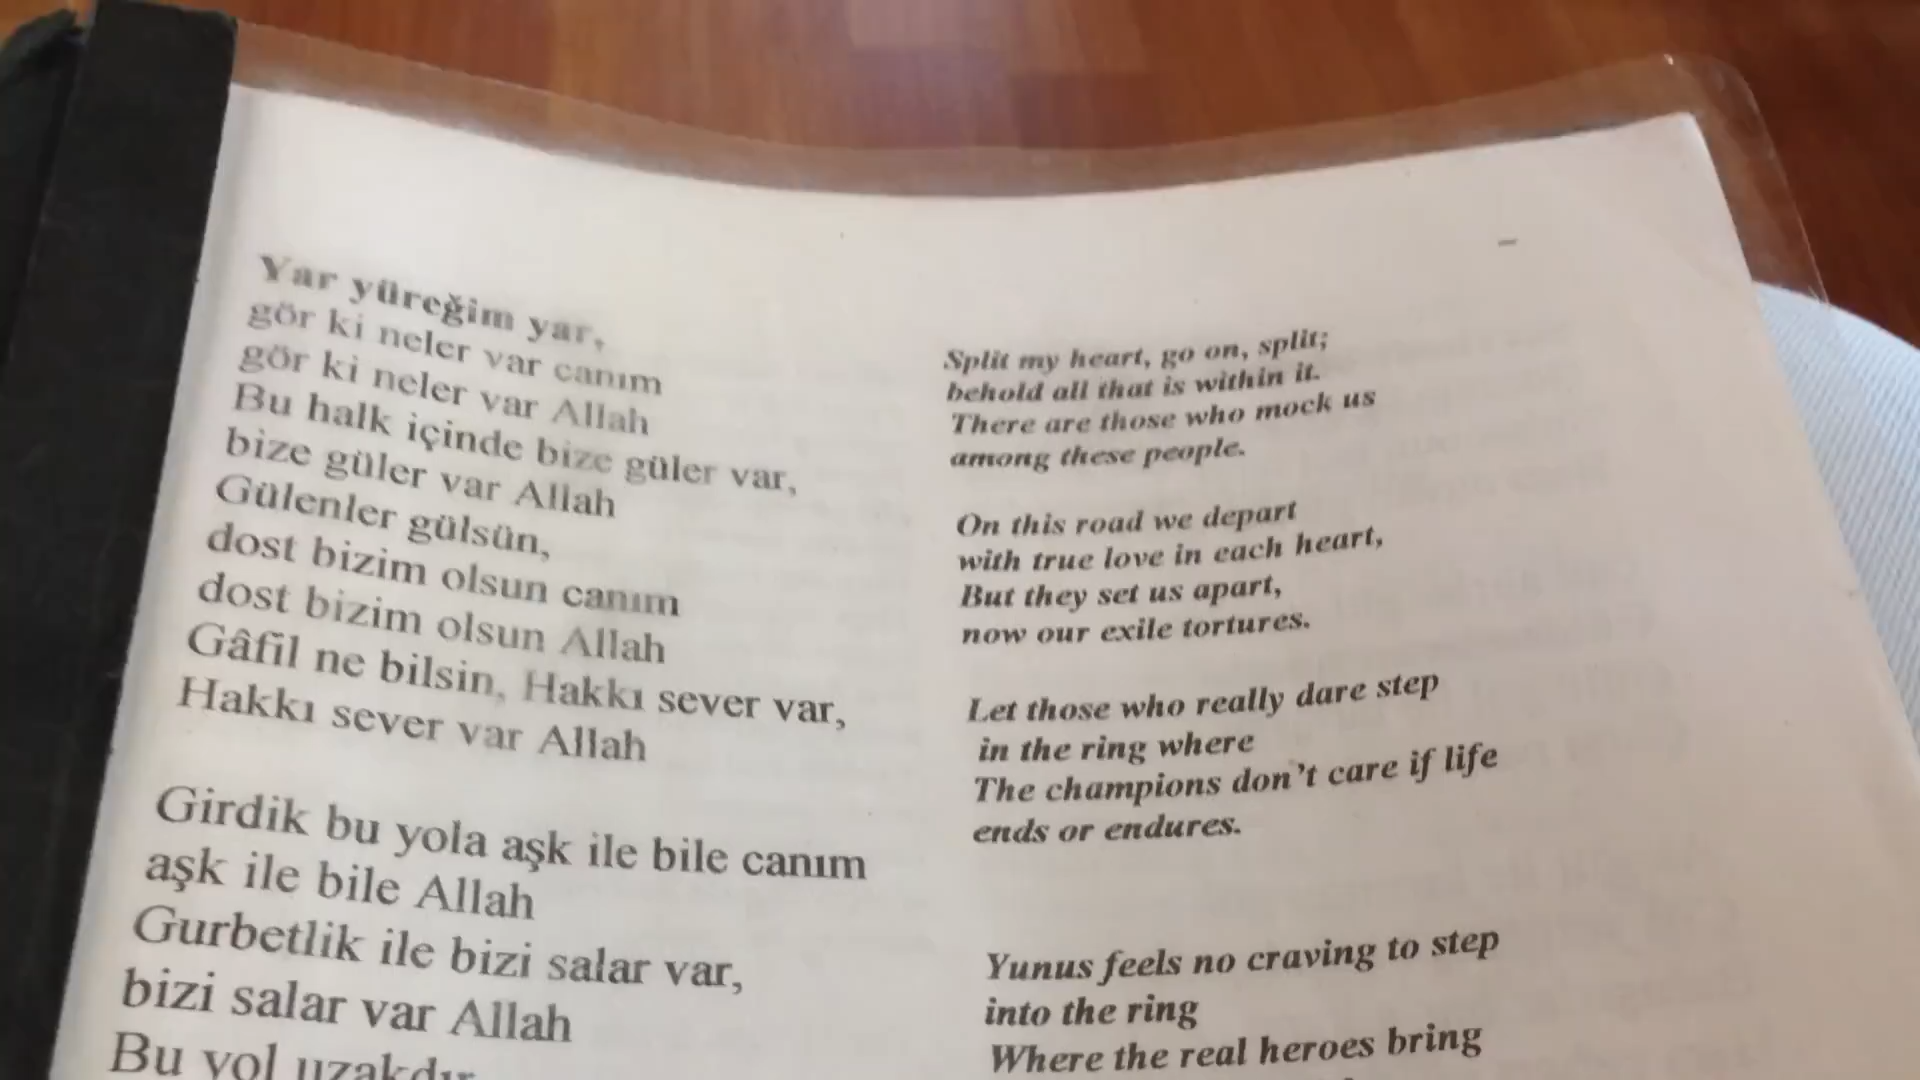 Yar yüreğim yar,
gör ki neler var canım
gör ki neler var Allah
Bu halk içinde bize güler var,
bize güler var Allah
Gülenler gülsün,
dost bizim olsun canım
dost bizim olsun Allah
Gâfil ne bilsin, Hakkı sever var,
Hakkı sever var Allah
Girdik bu yola aşk ile bile canım
aşk ile bile Allah
Gurbetlik ile bizi salar var,
bizi salar var Allah
Bu yol uzakdır
Split my heart, go on, split;
behold all that is within it.
There are those who mock us
among these people.
On this road we depart
with true love in each heart,
But they set us apart,
now our exile tortures.
Let those who really dare step
in the ring where
The champions don't care if life
ends or endures.
Yunus feels no craving to step
into the ring
Where the real heroes bring